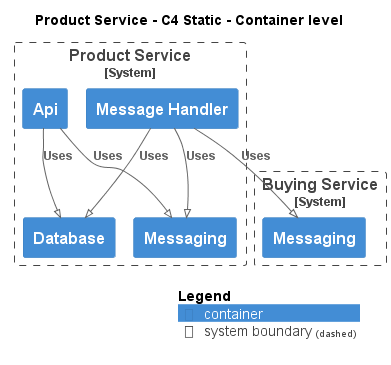 Product Service - C4 Static - Container level
Product Service
[System]
Api
Message Handler
Uses
Uses
Uses
Uses
Uses
Buying Service
[System]
Database
Messaging
Messaging
Legend
container
system boundary (dashed)